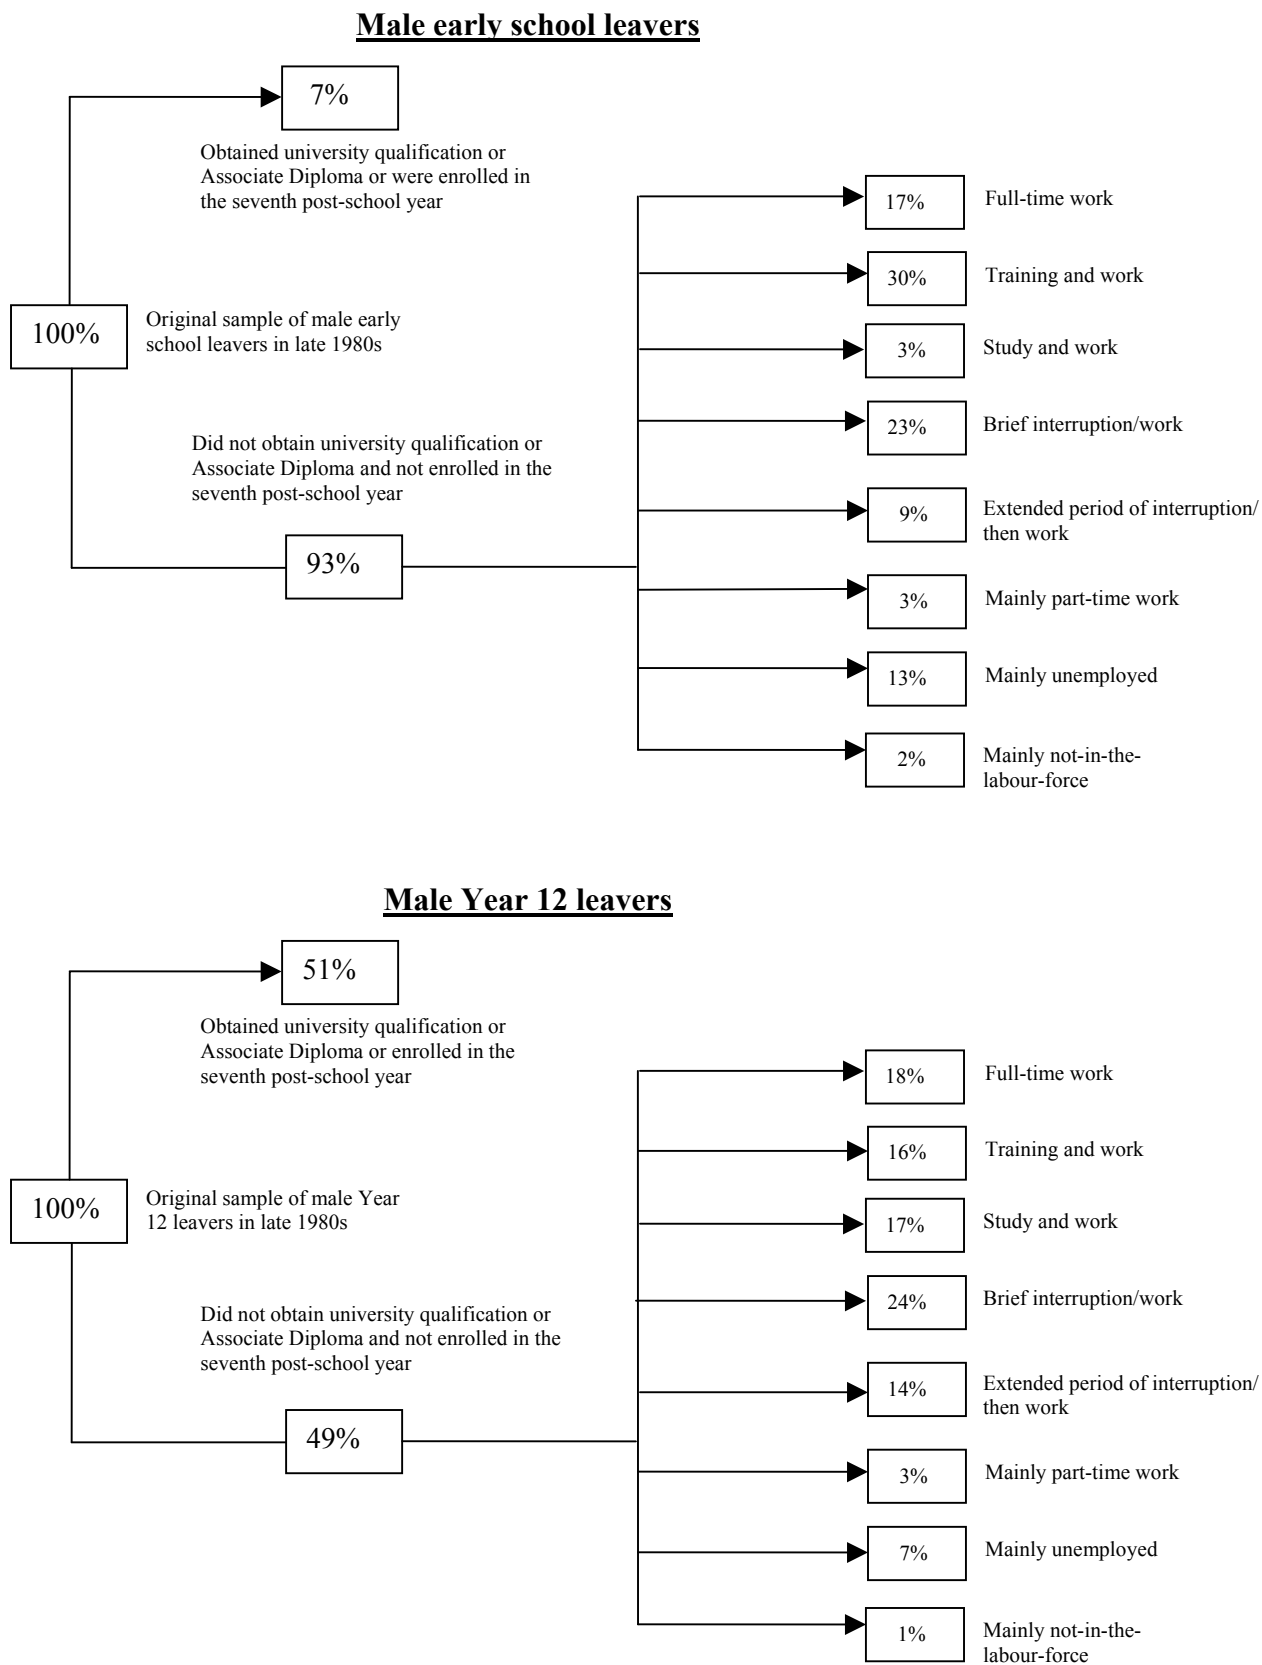 Male early school leavers
7%
Obtained university qualification or
Associate Diploma or were enrolled in
the seventh post-school year
100%
Original sample of male early
school leavers in late 1980s
Did not obtain university qualification or
Associate Diploma and not enrolled in the
seventh post-school year
93%
17%
Full-time work
30%
Training and work
3%
Study and work
23%
Brief interruption/work
9%
Extended period of interruption/
then work
3%
Mainly part-time work
13%
Mainly unemployed
2%
Mainly not-in-the-
labour-force
Male Year 12 leavers
51%
Obtained university qualification or
Associate Diploma or enrolled in the
seventh post-school year
100%
Original sample of male Year
12 leavers in late 1980s
Did not obtain university qualification or
Associate Diploma and not enrolled in the
seventh post-school year
49%
18%
Full-time work
16%
Training and work
17%
Study and work
24%
Brief interruption/work
14%
Extended period of interruption/
then work
3%
Mainly part-time work
7%
Mainly unemployed
1%
Mainly not-in-the-
labour-force